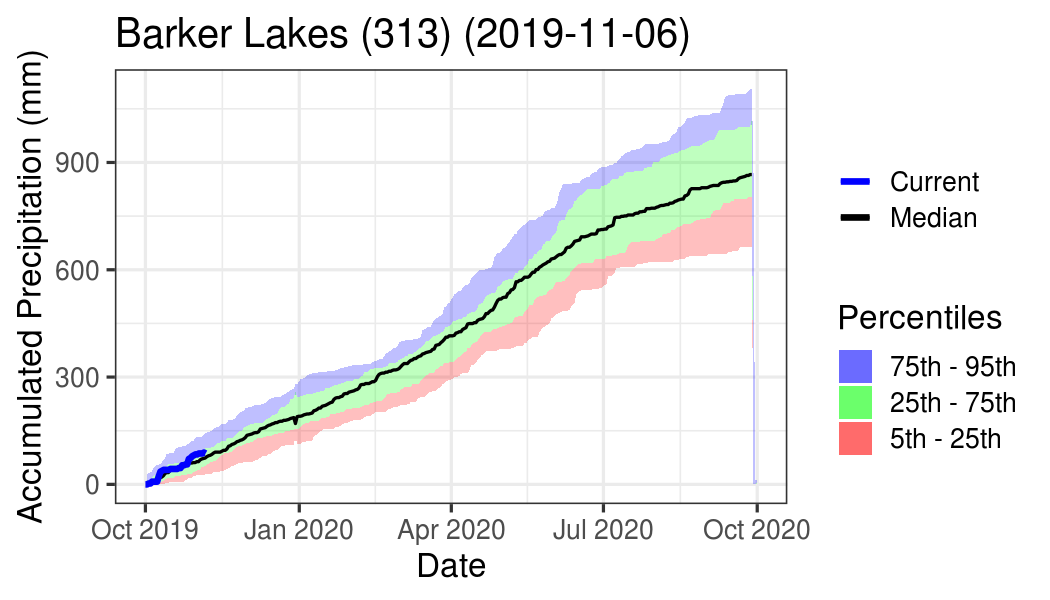 Barker Lakes (313) (2019-11-06)
Accumulated Precipitation (mm)
900
600
300
0
Oct 2019
Jan 2020
Apr 2020
Jul 2020
Oct 2020
Date
Current
Median
Percentiles
75th - 95th
25th - 75th
5th - 25th